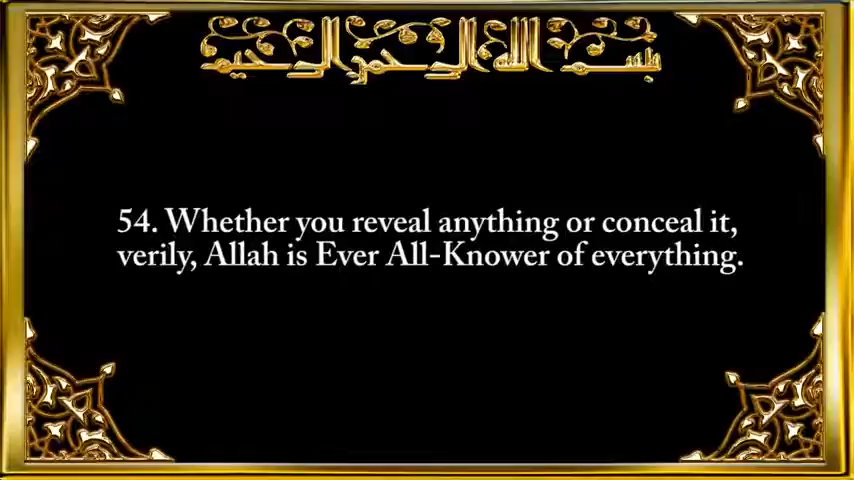 بسم الله الرحمن الرحيم
54. Whether you reveal anything or conceal it,
verily, Allah is Ever All-Knower of everything.